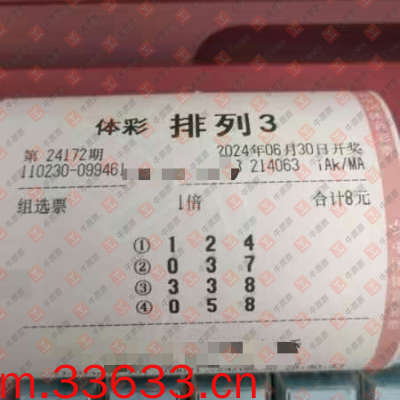 体彩 排列3
第 24172期 2024年06月30日开奖
110230-099461 214063 TAk/MA
组选票 1倍 合计8元
① 1 2 4
② 0 3 7
③ 3 3 8
④ 0 5 8
m.33633.cn